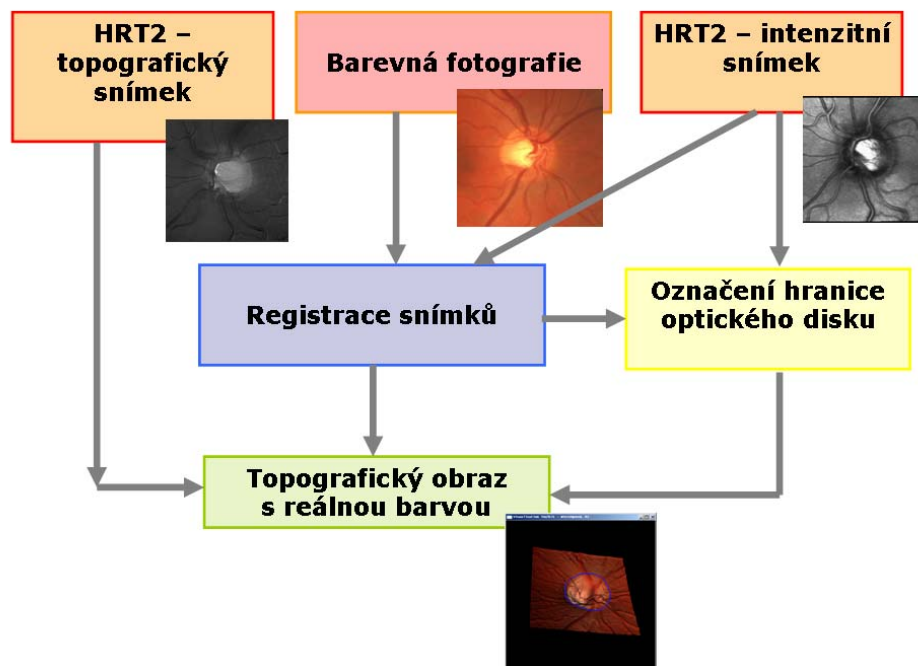 HRT2 –
topografický
snímek
Barevná fotografie
HRT2 – intenzitní
snímek
Registrace snímků
Označení hranice
optického disku
Topografický obraz
s reálnou barvou